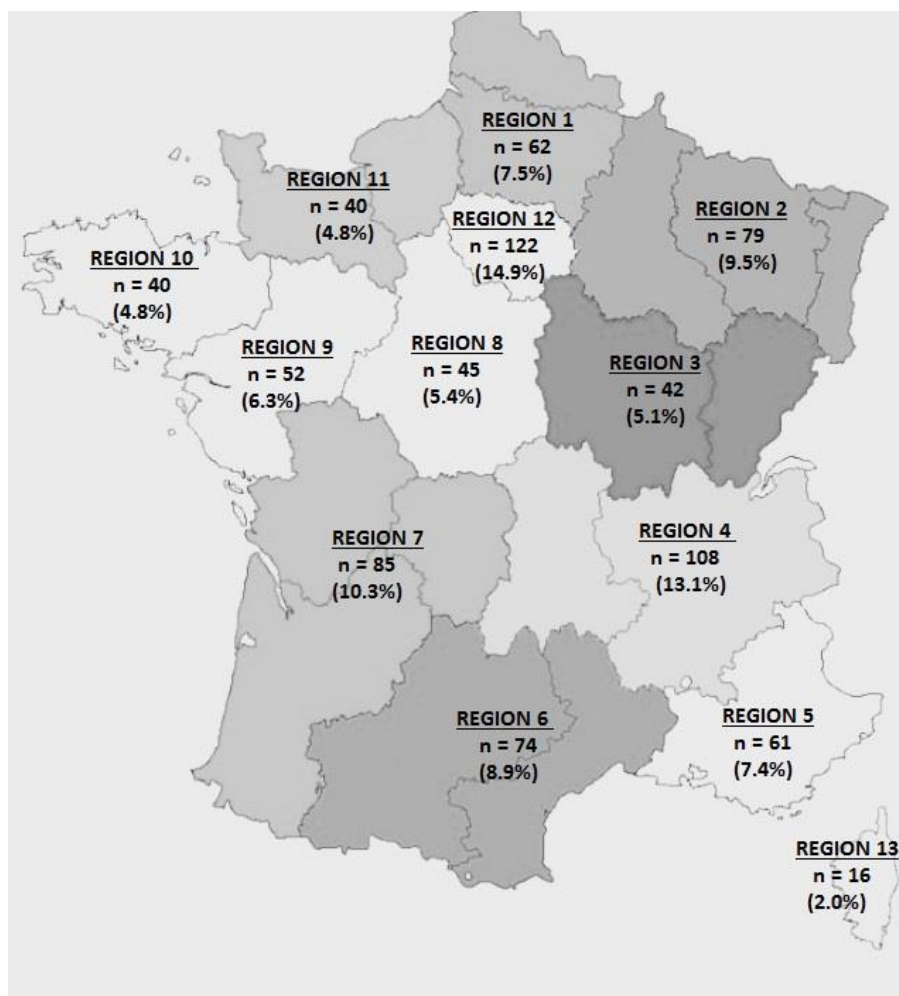 REGION 1
n = 62
(7.5%)
REGION 11
n = 40
(4.8%)
REGION 12
n = 122
(14.9%)
REGION 2
n = 79
(9.5%)
REGION 10
n = 40
(4.8%)
REGION 9
n = 52
(6.3%)
REGION 8
n = 45
(5.4%)
REGION 3
n = 42
(5.1%)
REGION 7
n = 85
(10.3%)
REGION 4
n = 108
(13.1%)
REGION 6
n = 74
(8.9%)
REGION 5
n = 61
(7.4%)
REGION 13
n = 16
(2.0%)